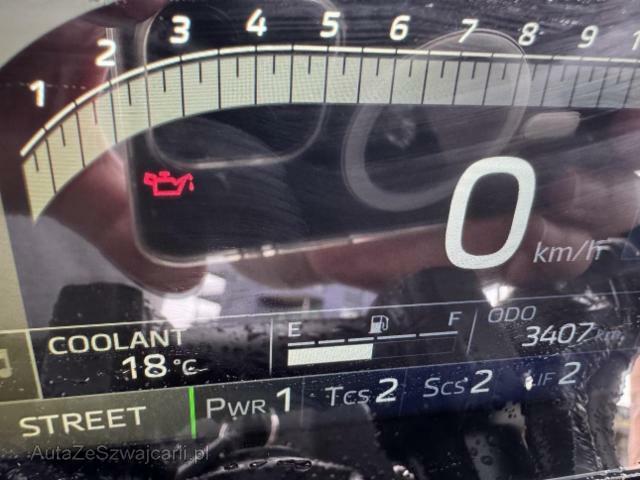 1 2 3 4 5 6 7 8 9
0 km/h
COOLANT E F ODO
18 °C 3407 km
STREET PWR 1 TCS 2 SCS 2 LIF 2
AutaZeSzwajcarii.pl